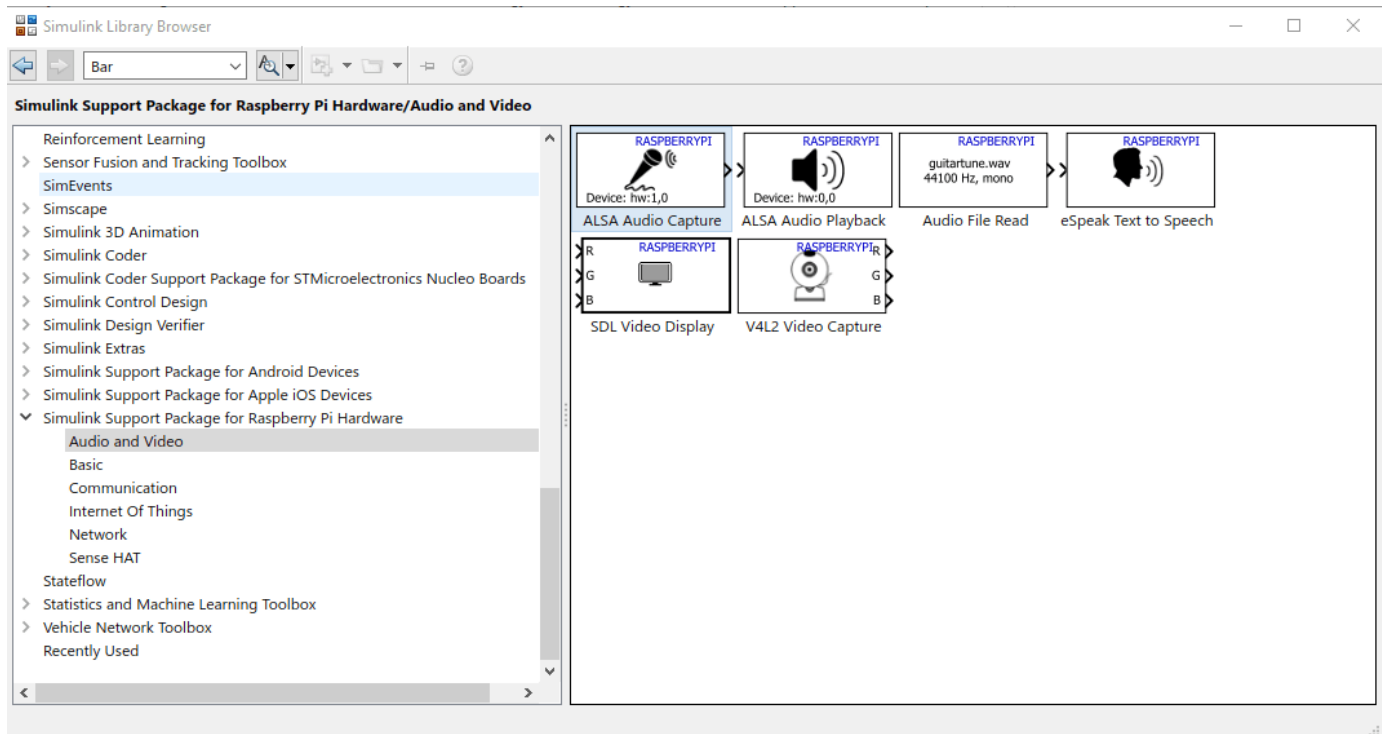 Simulink Library Browser
Bar
Simulink Support Package for Raspberry Pi Hardware/Audio and Video
Reinforcement Learning
Sensor Fusion and Tracking Toolbox
SimEvents
Simscape
Simulink 3D Animation
Simulink Coder
Simulink Coder Support Package for STMicroelectronics Nucleo Boards
Simulink Control Design
Simulink Design Verifier
Simulink Extras
Simulink Support Package for Android Devices
Simulink Support Package for Apple iOS Devices
Simulink Support Package for Raspberry Pi Hardware
Audio and Video
Basic
Communication
Internet Of Things
Network
Sense HAT
Stateflow
Statistics and Machine Learning Toolbox
Vehicle Network Toolbox
Recently Used
RASPBERRYPI
Device: hw:1,0
ALSA Audio Capture
RASPBERRYPI
Device: hw:0,0
ALSA Audio Playback
RASPBERRYPI
guitartune.wav
44100 Hz, mono
Audio File Read
RASPBERRYPI
eSpeak Text to Speech
R
RASPBERRYPI
G
B
SDL Video Display
RASPBERRYPI
R
G
B
V4L2 Video Capture